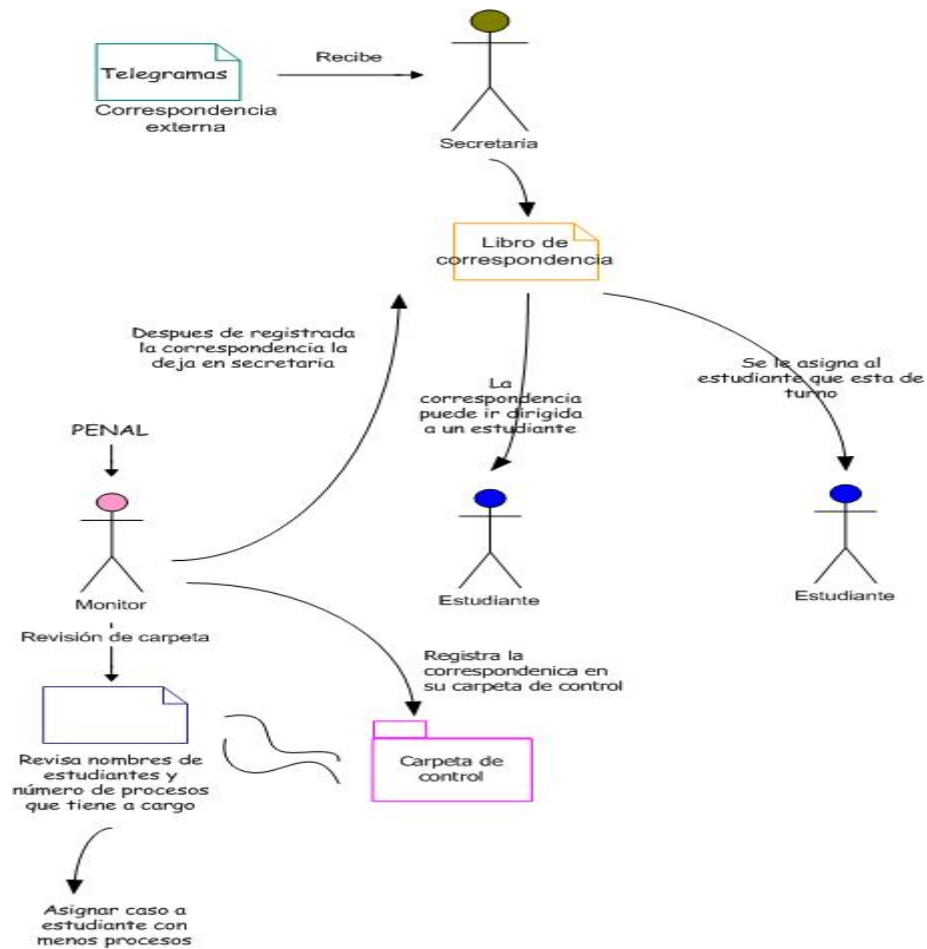 Telegramas
Correspondencia
externa
Recibe
Secretaria
Libro de
correspondencia
Despues de registrada
la correspondencia la
deja en secretaria
La
correspondencia
puede ir dirigida
a un estudiante
Se le asigna al
estudiante que esta de
turno
PENAL
Monitor
Estudiante
Estudiante
Revisión de carpeta
Registra la
correspondenica en
su carpeta de control
Revisa nombres de
estudiantes y
número de procesos
que tiene a cargo
Carpeta de
control
Asignar caso a
estudiante con
menos procesos